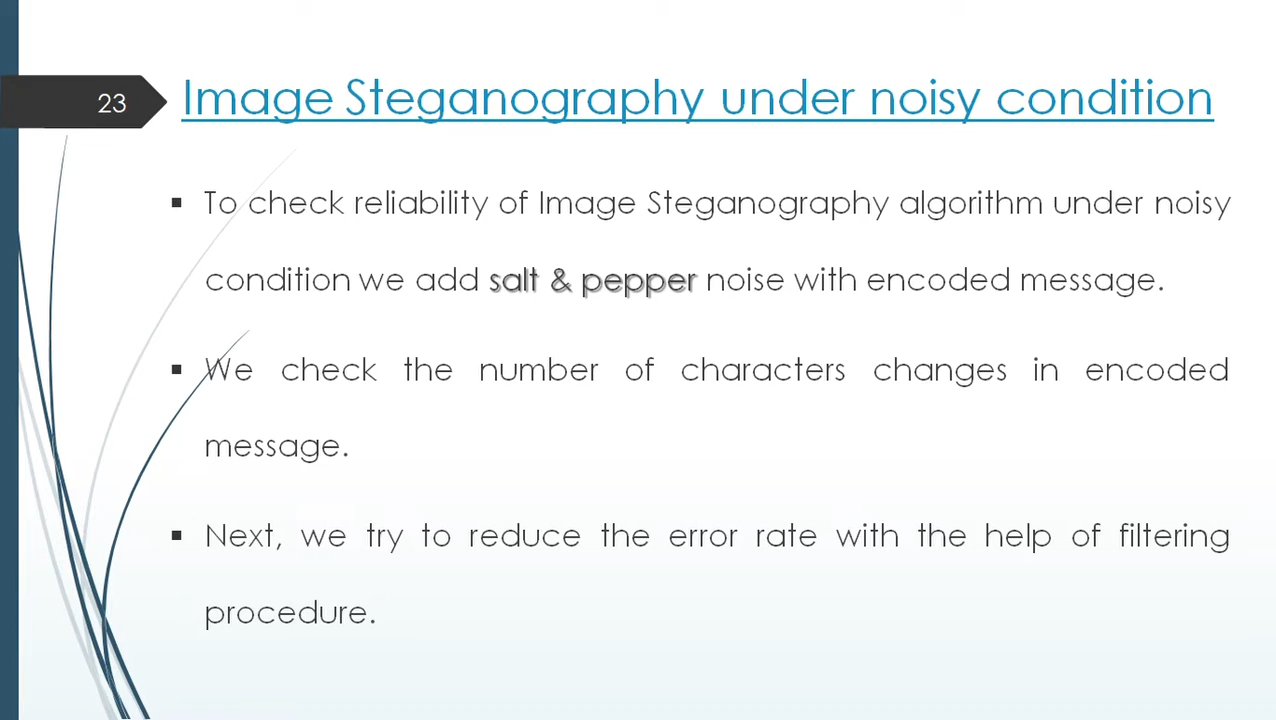 23
Image Steganography under noisy condition
▪ To check reliability of Image Steganography algorithm under noisy
condition we add salt & pepper noise with encoded message.
▪ We check the number of characters changes in encoded
message.
▪ Next, we try to reduce the error rate with the help of filtering
procedure.